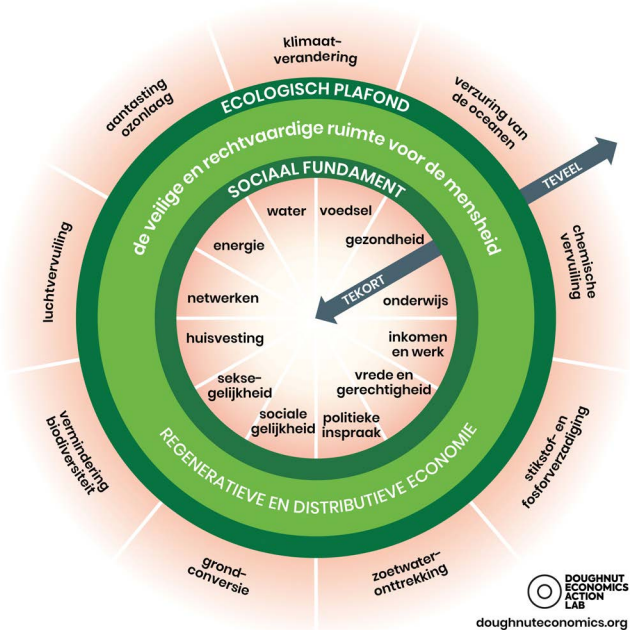 klimaat-
verandering
verzuring van
de oceanen
chemische
vervuiling
stikstof- en
fosforverzadiging
zoetwater-
onttrekking
grond-
conversie
vermindering
biodiversiteit
luchtvervuiling
aantasting
ozonlaag
ECOLOGISCH PLAFOND
de veilige en rechtvaardige ruimte voor de mensheid
SOCIAAL FUNDAMENT
TEVEEL
TEKORT
water
voedsel
gezondheid
onderwijs
inkomen
en werk
vrede en
gerechtigheid
politieke
inspraak
sociale
gelijkheid
sekse-
gelijkheid
huisvesting
netwerken
energie
REGENERATIEVE EN DISTRIBUTIEVE ECONOMIE
DOUGHNUT
ECONOMICS
ACTION
LAB
doughnuteconomics.org